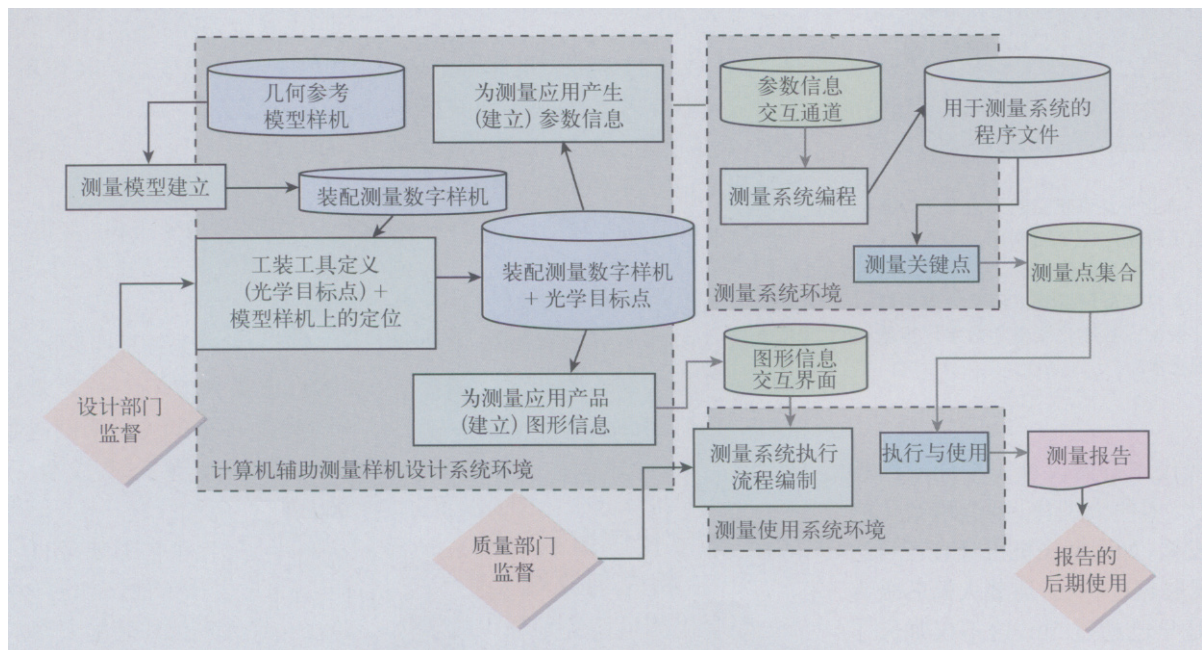 几何参考
模型样机
测量模型建立
装配测量数字样机
工装工具定义
(光学目标点) +
模型样机上的定位
设计部门
监督
为测量应用产生
(建立) 参数信息
装配测量数字样机
+ 光学目标点
为测量应用产品
(建立) 图形信息
计算机辅助测量样机设计系统环境
参数信息
交互通道
测量系统编程
用于测量系统的
程序文件
测量关键点
测量系统环境
测量点集合
图形信息
交互界面
测量系统执行
流程编制
执行与使用
测量使用系统环境
质量部门
监督
测量报告
报告的
后期使用